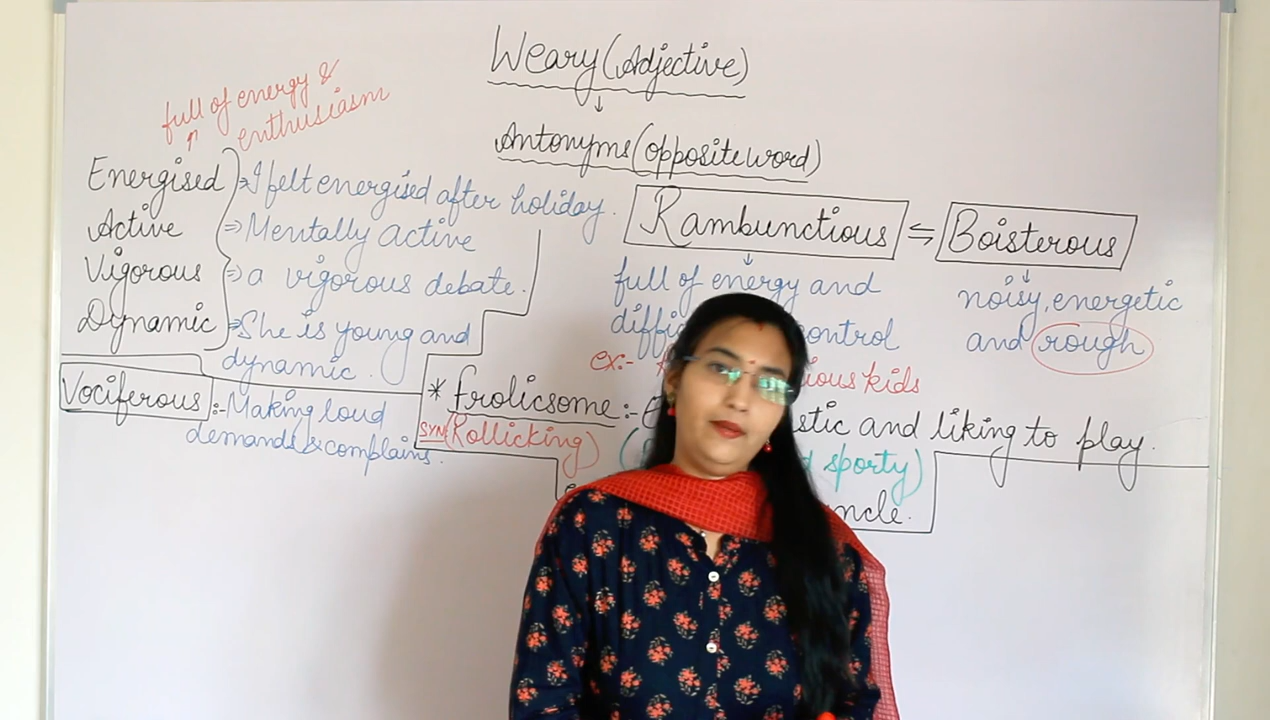 Weary (Adjective)
Antonyms (opposite word)
full of energy &
enthusiasm
Energised
Active
Vigorous
Dynamic
⇒ I felt energised after holiday.
⇒ Mentally active
⇒ a vigorous debate.
⇒ She is young and
dynamic.
Rambunctious ⇆ Boisterous
full of energy and
control
ex:- kids
noisy, energetic
and rough
Vociferous :- Making loud
demands & complains.
* frolicsome :- and liking to play.
SYN (Rollicking)
sporty)
uncle.